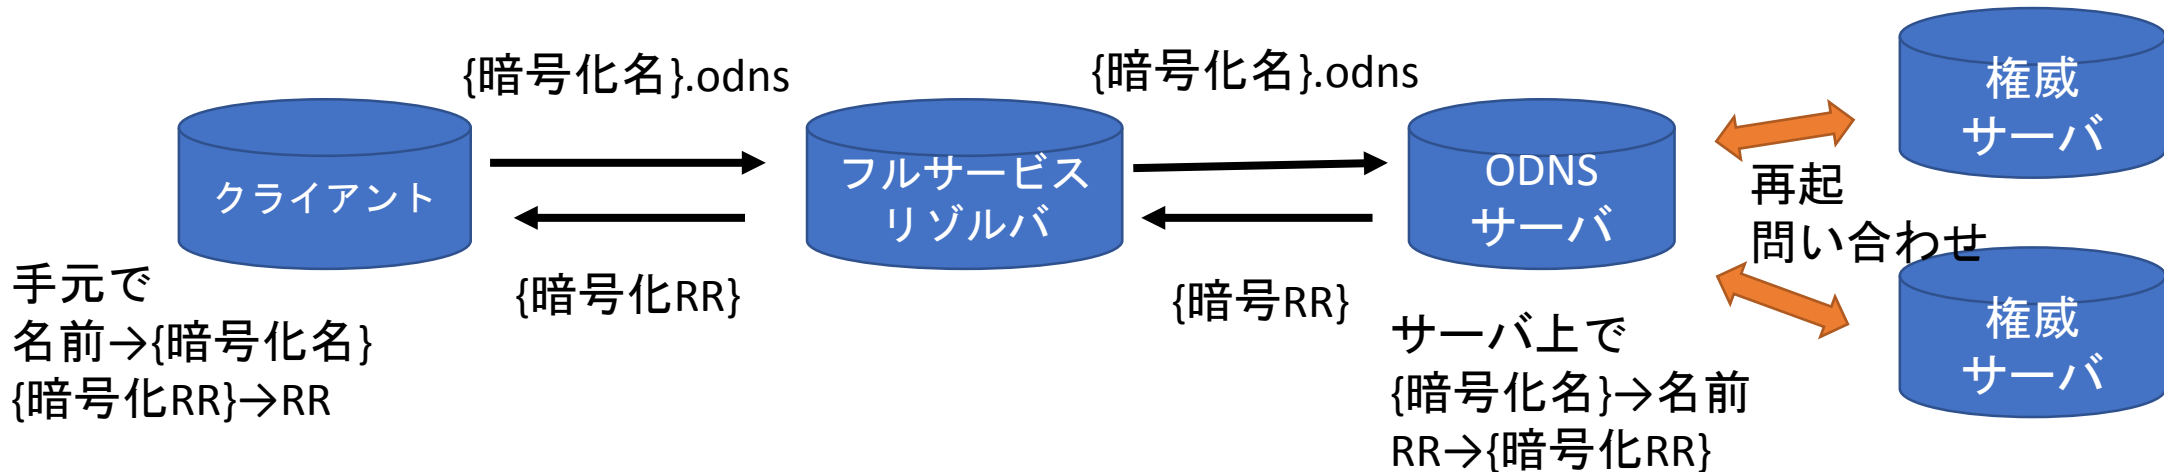 {暗号化名}.odns
{暗号化名}.odns
クライアント
フルサービス
リゾルバ
ODNS
サーバ
権威
サーバ
再起
問い合わせ
権威
サーバ
{暗号化RR}
{暗号RR}
手元で
名前→{暗号化名}
{暗号化RR}→RR
サーバ上で
{暗号化名}→名前
RR→{暗号化RR}